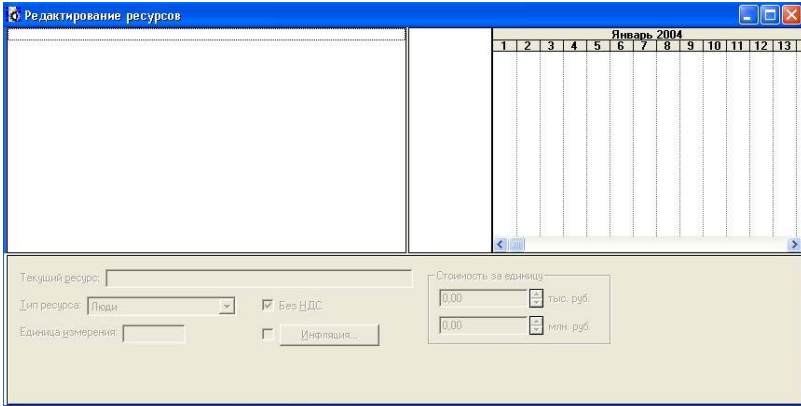 Редактирование ресурсов
Январь 2004
1 2 3 4 5 6 7 8 9 10 11 12 13
Текущий ресурс:
Стоимость за единицу
Тип ресурса: Люди
Без НДС
0,00 тыс. руб.
Единица измерения:
Инфляция...
0,00 млн. руб.